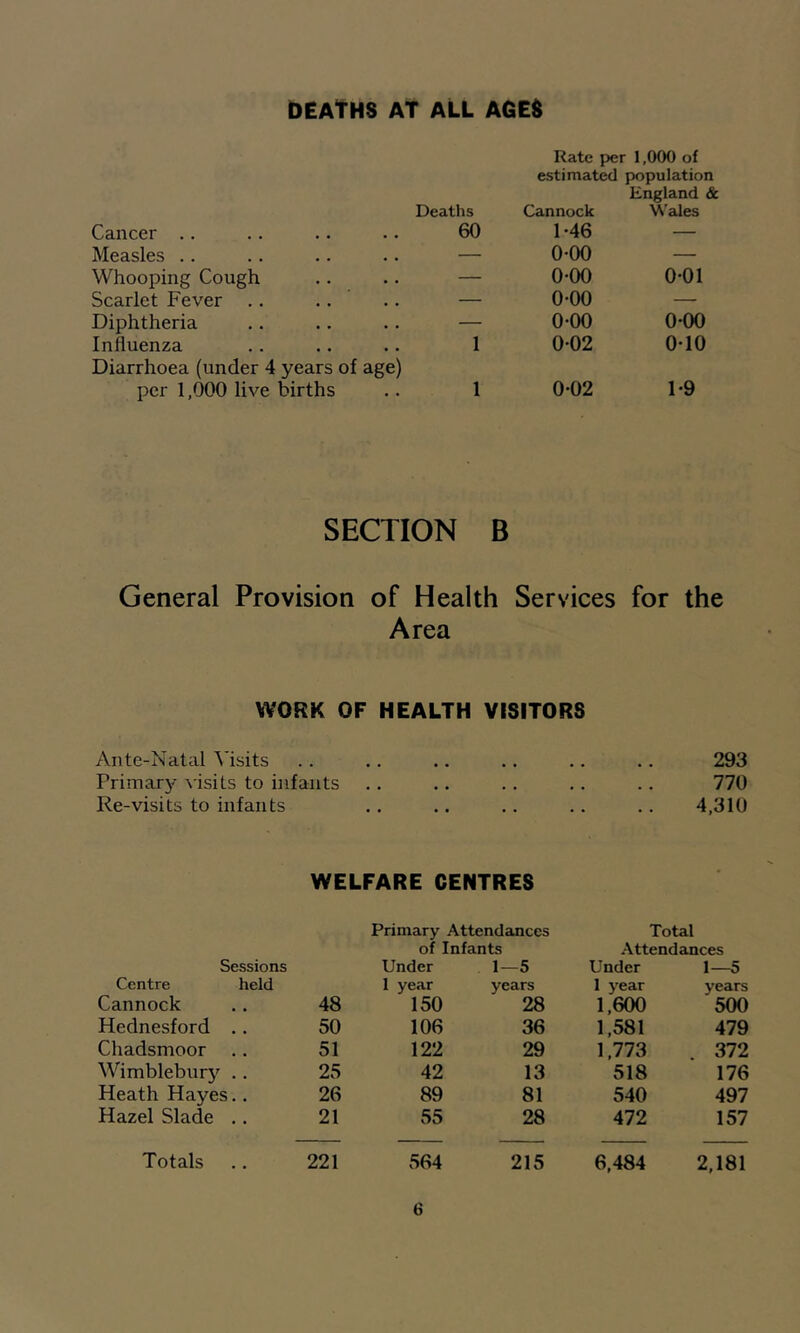 DEATHS AT ALL AGES
Rate per 1,000 of
estimated population
England &
Deaths Cannock Wales
Cancer .. .. .. .. 60 1·46 —
Measles .. .. .. .. — 0·00 —
Whooping Cough .. .. — 0·00 0·01
Scarlet Fever .. .. .. — 0·00 —
Diphtheria .. .. .. — 0·00 0·00
Influenza .. .. .. 1 0·02 0·10
Diarrhoea (under 4 years of age)
per 1,000 live births .. 1 0·02 1·9
SECTION B
General Provision of Health Services for the
Area
WORK OF HEALTH VISITORS
Ante-Natal Visits .. .. .. .. .. .. 293
Primary visits to infants .. .. .. .. .. 770
Re-visits to infants .. .. .. .. .. 4,310
WELFARE CENTRES
Primary Attendances Total
of Infants Attendances
Sessions Under 1—5 Under 1—5
Centre held 1 year years 1 year years
Cannock .. 48 150 28 1,600 500
Hednesford .. 50 106 36 1,581 479
Chadsmoor .. 51 122 29 1,773 . 372
Wimblebury .. 25 42 13 518 176
Heath Hayes.. 26 89 81 540 497
Hazel Slade .. 21 55 28 472 157
Totals .. 221 564 215 6,484 2,181
6